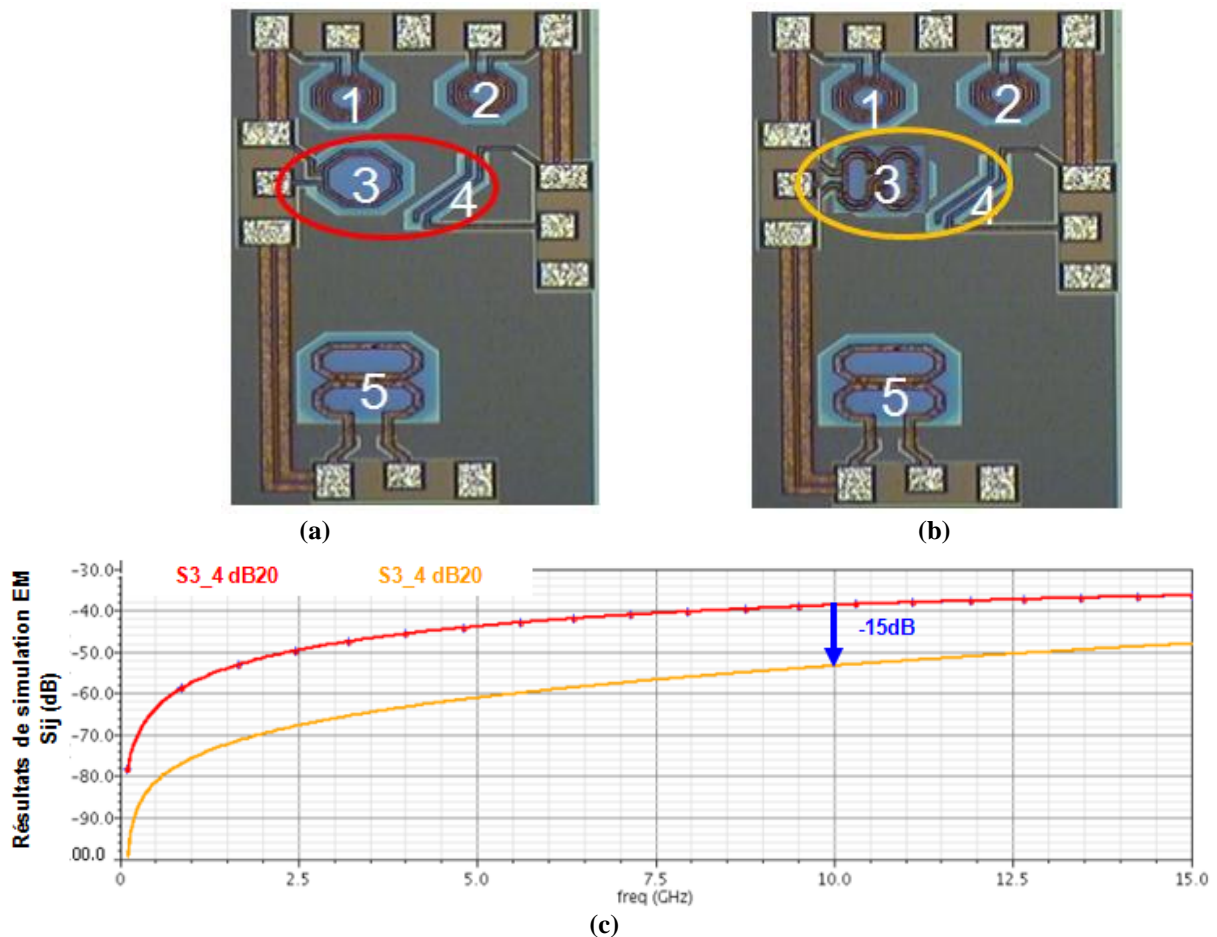 1 2
3 4
5
(a)
1 2
3 4
5
(b)
Résultats de simulation EM
Sij (dB)
S3_4 dB20 S3_4 dB20
-30.0
-40.0
-50.0
-60.0
-70.0
-80.0
-90.0
00.0
-15dB
0 2.5 5.0 7.5 10.0 12.5 15.0
freq (GHz)
(c)